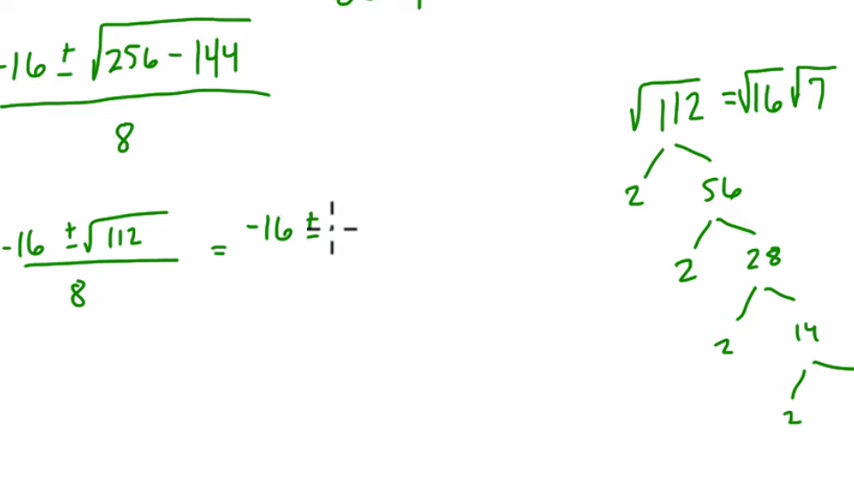 -16 ± √256 - 144
8
-16 ± √112 = -16 ±
8
√112 = √16 √7
2 56
2 28
2 14
2